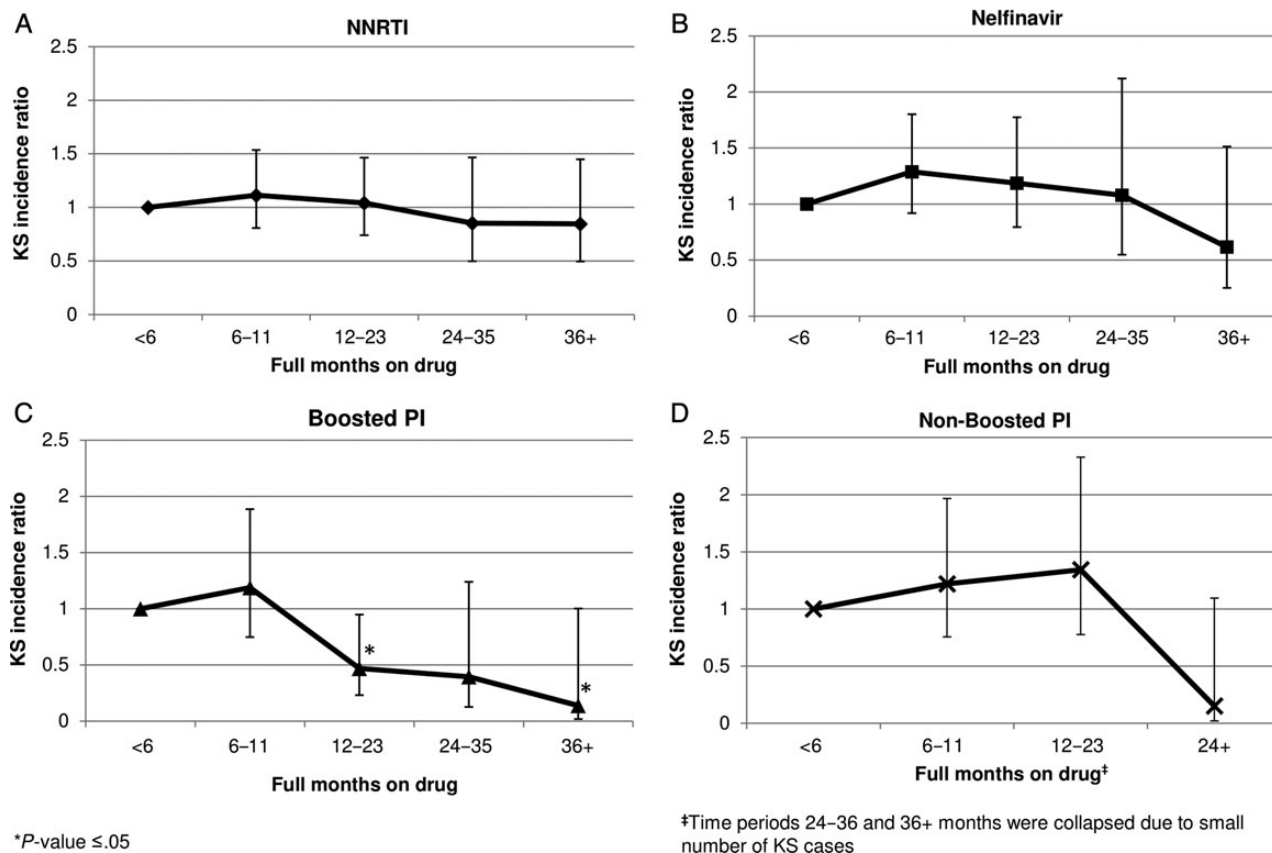 A
NNRTI
2.5
2
1.5
1
0.5
0
KS incidence ratio
<6 6–11 12–23 24–35 36+
Full months on drug
B
Nelfinavir
2.5
2
1.5
1
0.5
0
KS incidence ratio
<6 6–11 12–23 24–35 36+
Full months on drug
C
Boosted PI
2.5
2
1.5
1
0.5
0
KS incidence ratio
*
*
<6 6–11 12–23 24–35 36+
Full months on drug
*P-value ≤.05
D
Non-Boosted PI
2.5
2
1.5
1
0.5
0
KS incidence ratio
<6 6–11 12–23 24+
Full months on drug‡
‡Time periods 24–36 and 36+ months were collapsed due to small
number of KS cases